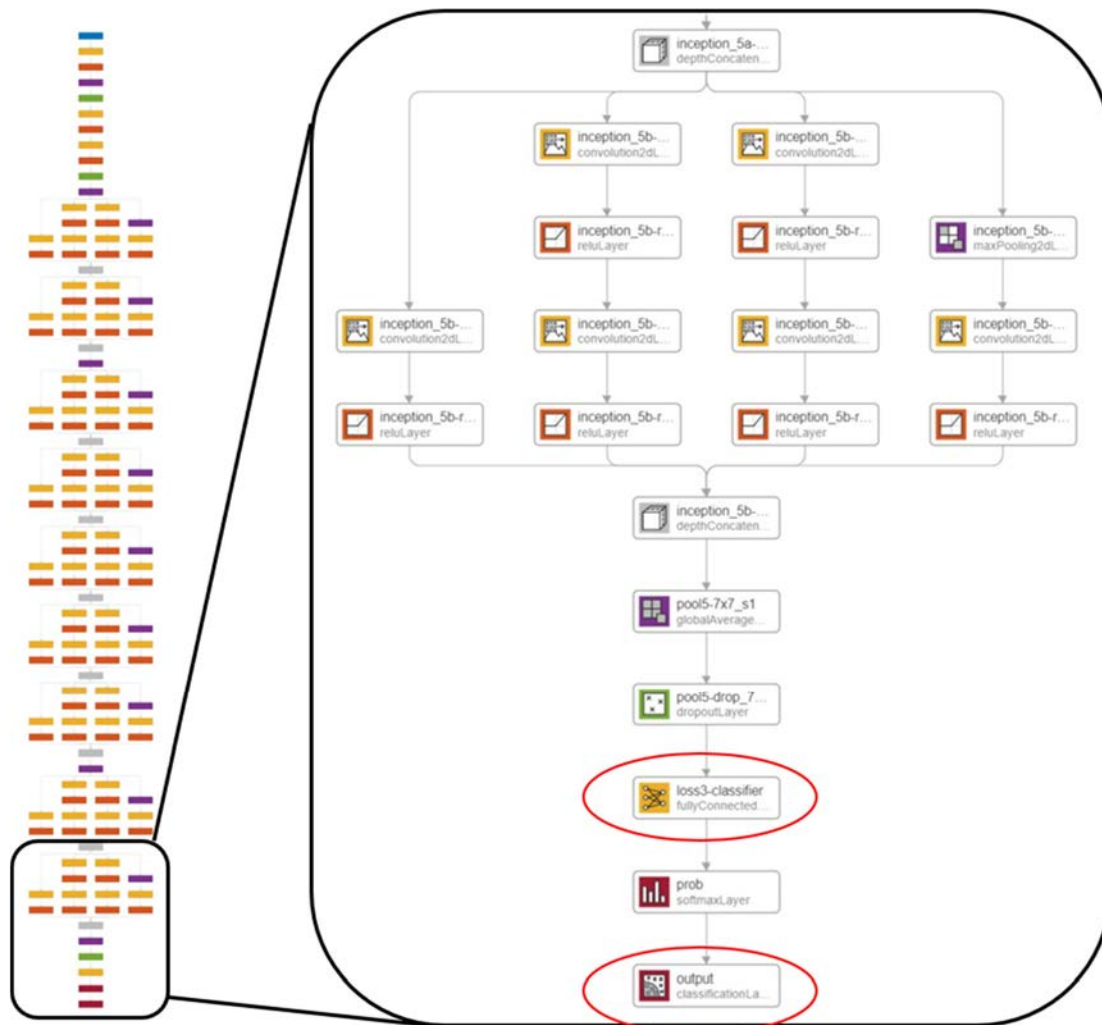 inception_5a-...
depthConcaten...
inception_5b-...
convolution2dL...
inception_5b-...
convolution2dL...
inception_5b-r...
reluLayer
inception_5b-r...
reluLayer
inception_5b-...
maxPooling2dL...
inception_5b-...
convolution2dL...
inception_5b-...
convolution2dL...
inception_5b-...
convolution2dL...
inception_5b-...
convolution2dL...
inception_5b-r...
reluLayer
inception_5b-r...
reluLayer
inception_5b-r...
reluLayer
inception_5b-r...
reluLayer
inception_5b-...
depthConcaten...
pool5-7x7_s1
globalAverage...
pool5-drop_7...
dropoutLayer
loss3-classifier
fullyConnected...
prob
softmaxLayer
output
classificationLa...